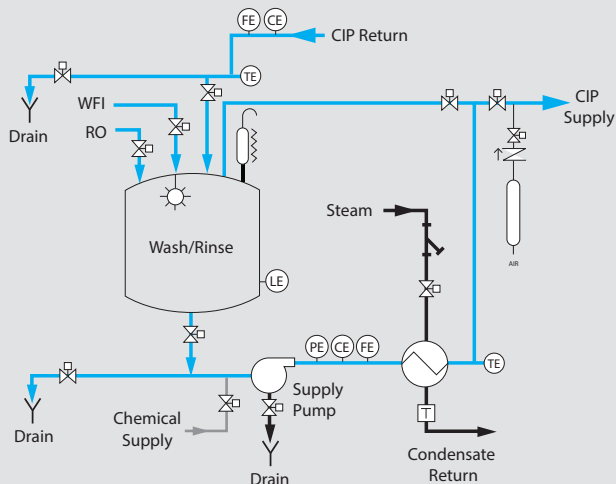 FE
CE
CIP Return
TE
WFI
Drain
RO
CIP
Supply
Steam
Wash/Rinse
AIR
LE
PE
CE
FE
TE
Supply
Pump
Chemical
Supply
T
Drain
Condensate
Return
Drain